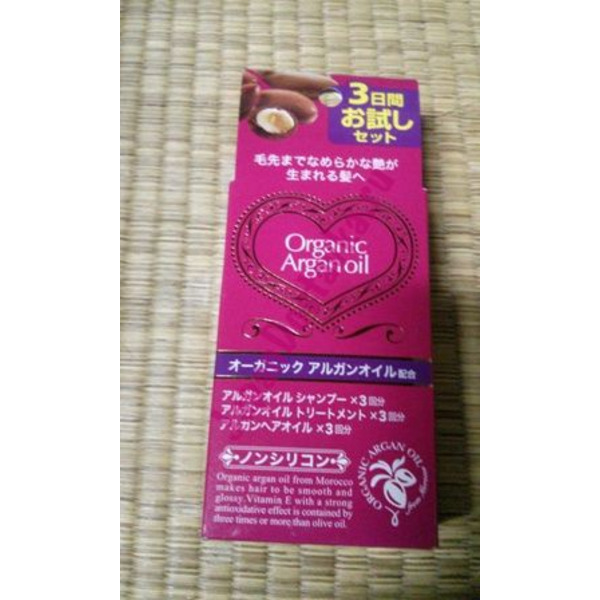 3日間
お試し
セット
毛先までなめらかな艶が
生まれる髪へ
Organic
Argan oil
オーガニック アルガンオイル配合
アルガンオイル シャンプー ×3回分
アルガンオイル トリートメント ×3回分
アルガンヘアオイル ×3回分
ノンシリコン
Organic argan oil from Morocco
makes hair to be smooth and
glossy.Vitamin E with a strong
antioxidative effect is contained by
three times or more than olive oil.
ORGANIC ARGAN OIL